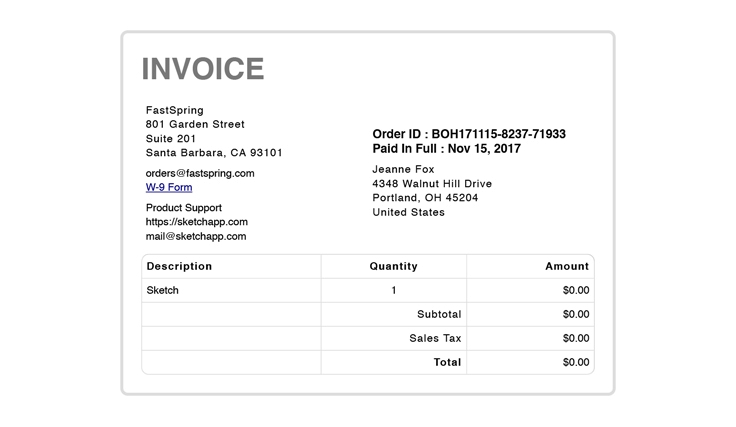 INVOICE
FastSpring
801 Garden Street
Suite 201
Santa Barbara, CA 93101
orders@fastspring.com
W-9 Form
Product Support
https://sketchapp.com
mail@sketchapp.com
Order ID : BOH171115-8237-71933
Paid In Full : Nov 15, 2017
Jeanne Fox
4348 Walnut Hill Drive
Portland, OH 45204
United States
Description Quantity Amount
Sketch 1 $0.00
Subtotal $0.00
Sales Tax $0.00
Total $0.00